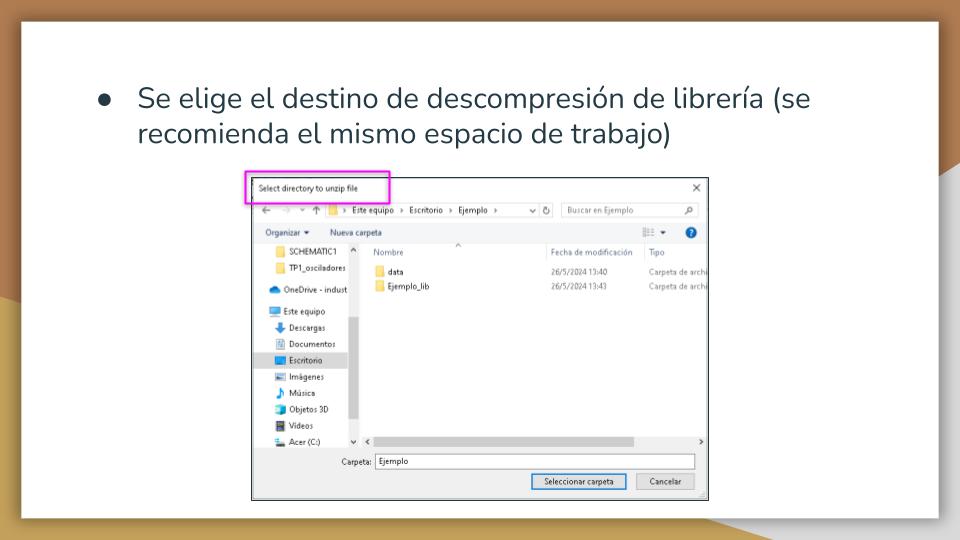 ● Se elige el destino de descompresión de librería (se
recomienda el mismo espacio de trabajo)
Select directory to unzip file
Este equipo > Escritorio > Ejemplo >
Buscar en Ejemplo
Organizar
Nueva carpeta
SCHEMATIC1
TP1_osciladores
OneDrive - indust
Este equipo
Descargas
Documentos
Escritorio
Imágenes
Música
Objetos 3D
Vídeos
Acer (C:)
Nombre Fecha de modificación Tipo
data 26/5/2024 13:40 Carpeta de archi
Ejemplo_lib 26/5/2024 13:43 Carpeta de archi
Carpeta: Ejemplo
Seleccionar carpeta Cancelar